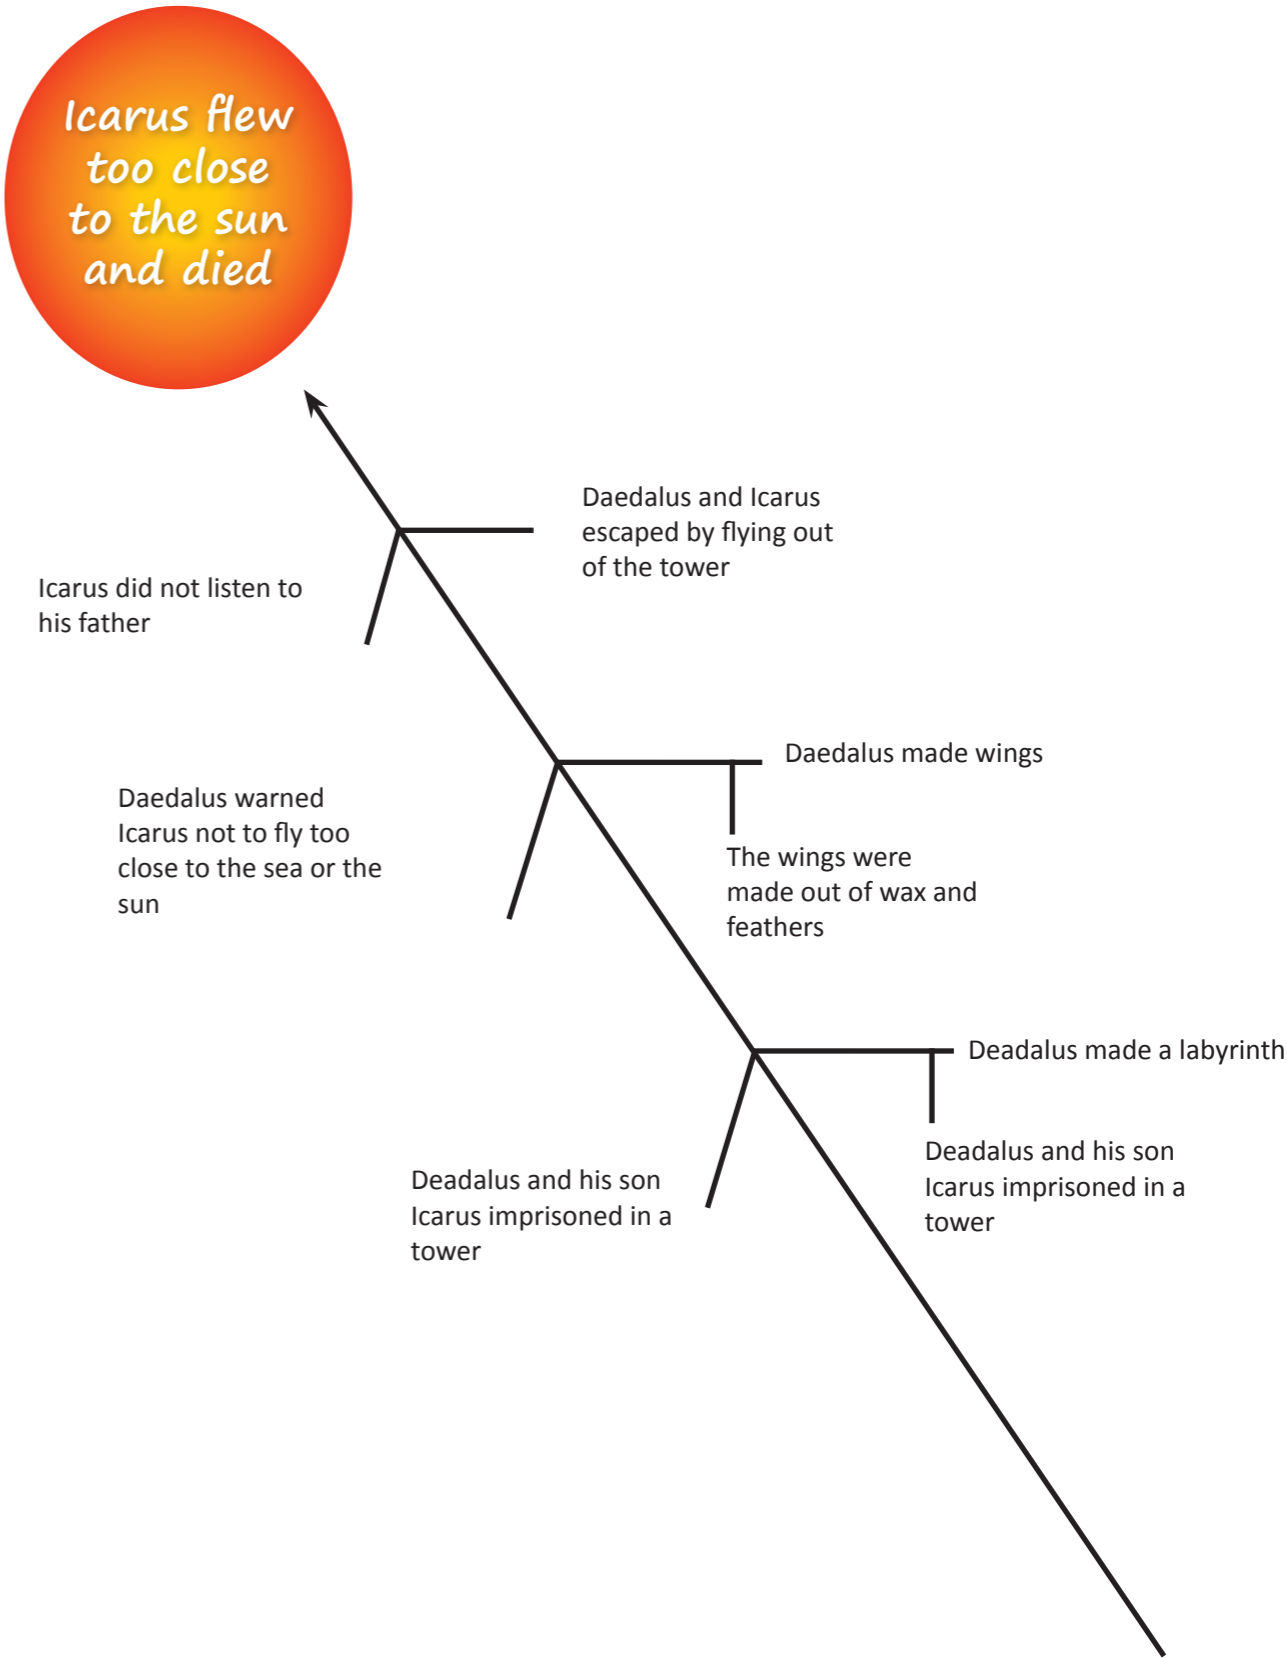 Icarus flew
too close
to the sun
and died
Daedalus and Icarus
escaped by flying out
of the tower
Icarus did not listen to
his father
Daedalus made wings
Daedalus warned
Icarus not to fly too
close to the sea or the
sun
The wings were
made out of wax and
feathers
Deadalus made a labyrinth
Deadalus and his son
Icarus imprisoned in a
tower
Deadalus and his son
Icarus imprisoned in a
tower